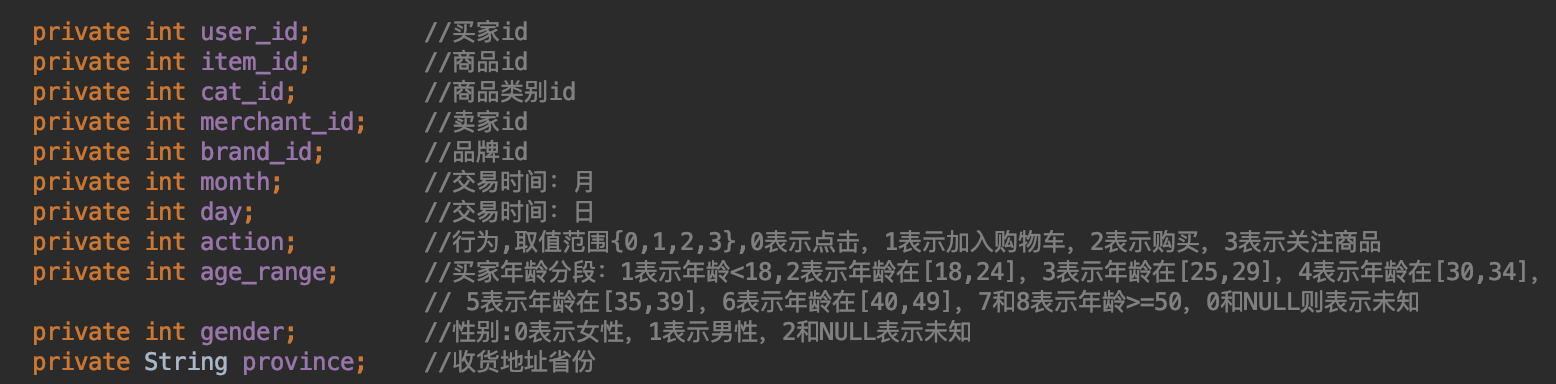 private int user_id; //买家id
private int item_id; //商品id
private int cat_id; //商品类别id
private int merchant_id; //卖家id
private int brand_id; //品牌id
private int month; //交易时间：月
private int day; //交易时间：日
private int action; //行为,取值范围{0,1,2,3},0表示点击，1表示加入购物车，2表示购买，3表示关注商品
private int age_range; //买家年龄分段：1表示年龄<18,2表示年龄在[18,24]，3表示年龄在[25,29]，4表示年龄在[30,34]，
// 5表示年龄在[35,39]，6表示年龄在[40,49]，7和8表示年龄>=50，0和NULL则表示未知
private int gender; //性别:0表示女性，1表示男性，2和NULL表示未知
private String province; //收货地址省份